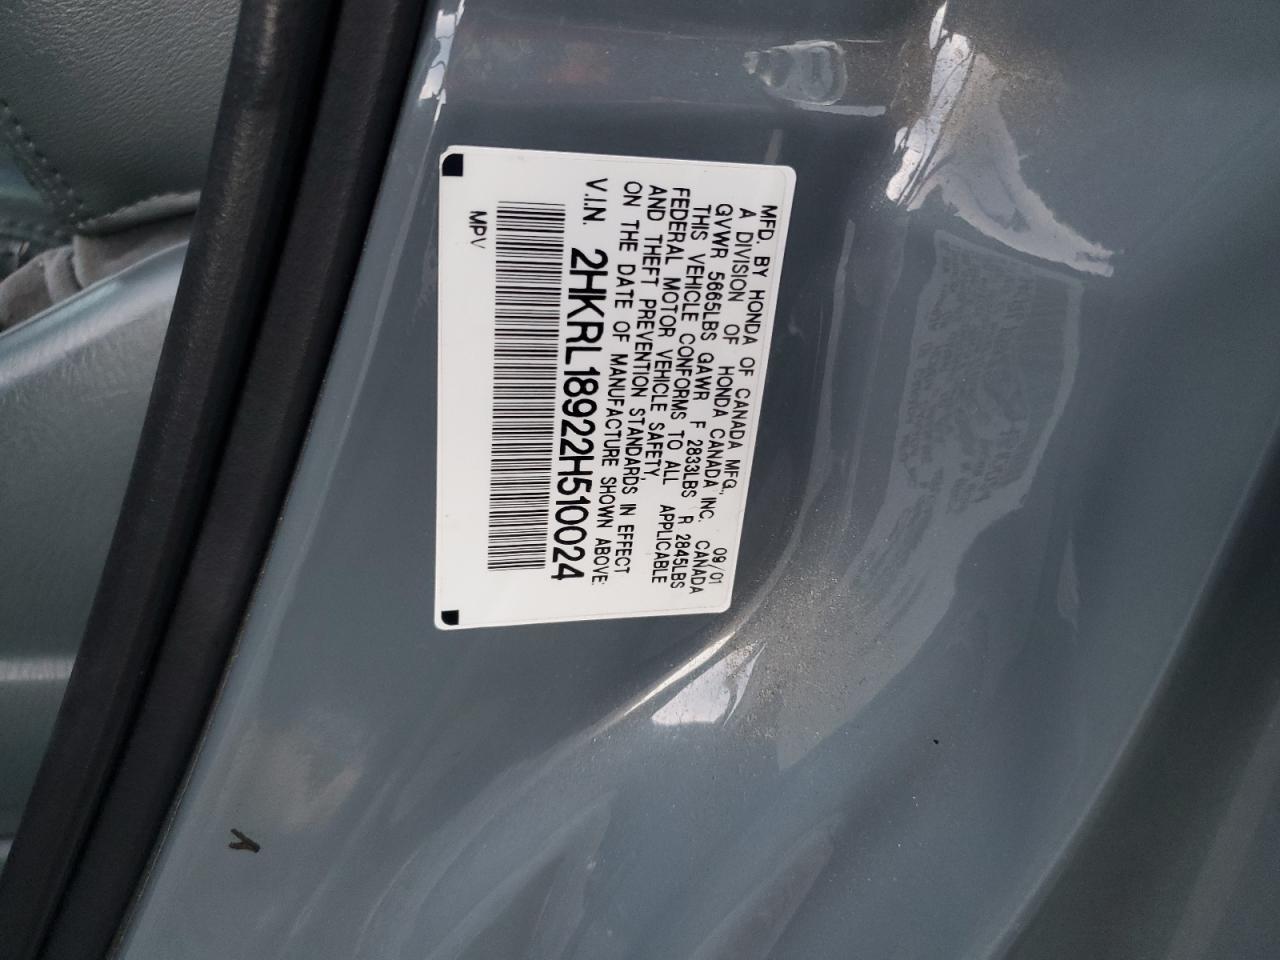 MFD. BY HONDA OF CANADA MFG.,
A DIVISION OF HONDA CANADA INC. 09/01
GVWR 5665LBS GAWR F 2833LBS R 2845LBS
THIS VEHICLE CONFORMS TO ALL APPLICABLE CANADA
FEDERAL MOTOR VEHICLE SAFETY
AND THEFT PREVENTION STANDARDS IN EFFECT
ON THE DATE OF MANUFACTURE SHOWN ABOVE:
V.I.N. 2HKRL18922H510024
MPV